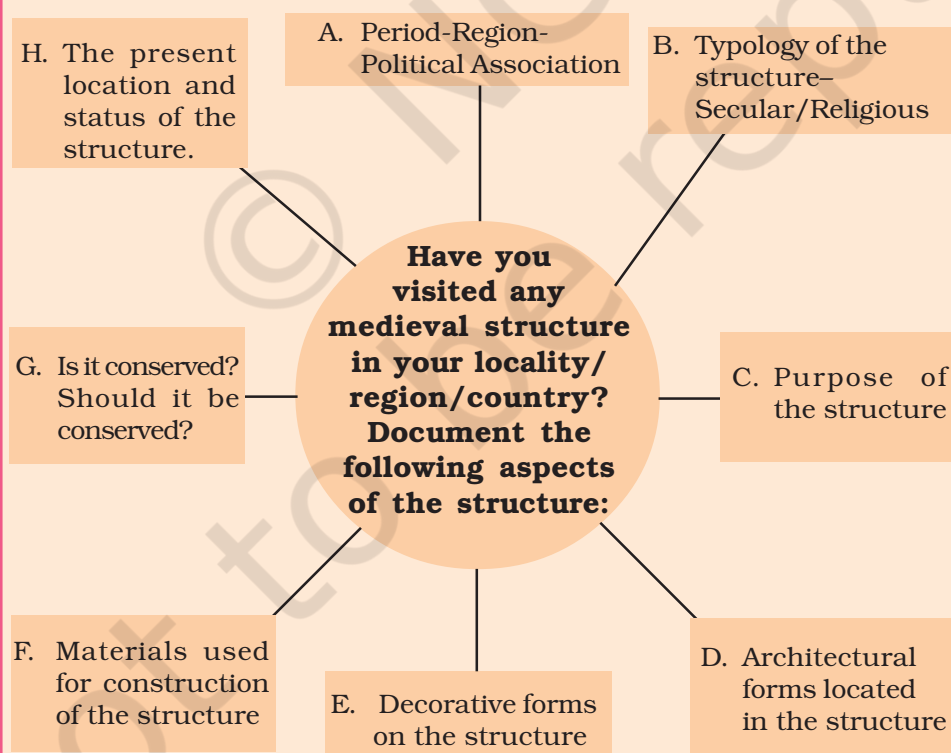 Have you
visited any
medieval structure
in your locality/
region/country?
Document the
following aspects
of the structure:
A. Period-Region-
Political Association
B. Typology of the
structure–
Secular/Religious
C. Purpose of
the structure
D. Architectural
forms located
in the structure
E. Decorative forms
on the structure
F. Materials used
for construction
of the structure
G. Is it conserved?
Should it be
conserved?
H. The present
location and
status of the
structure.